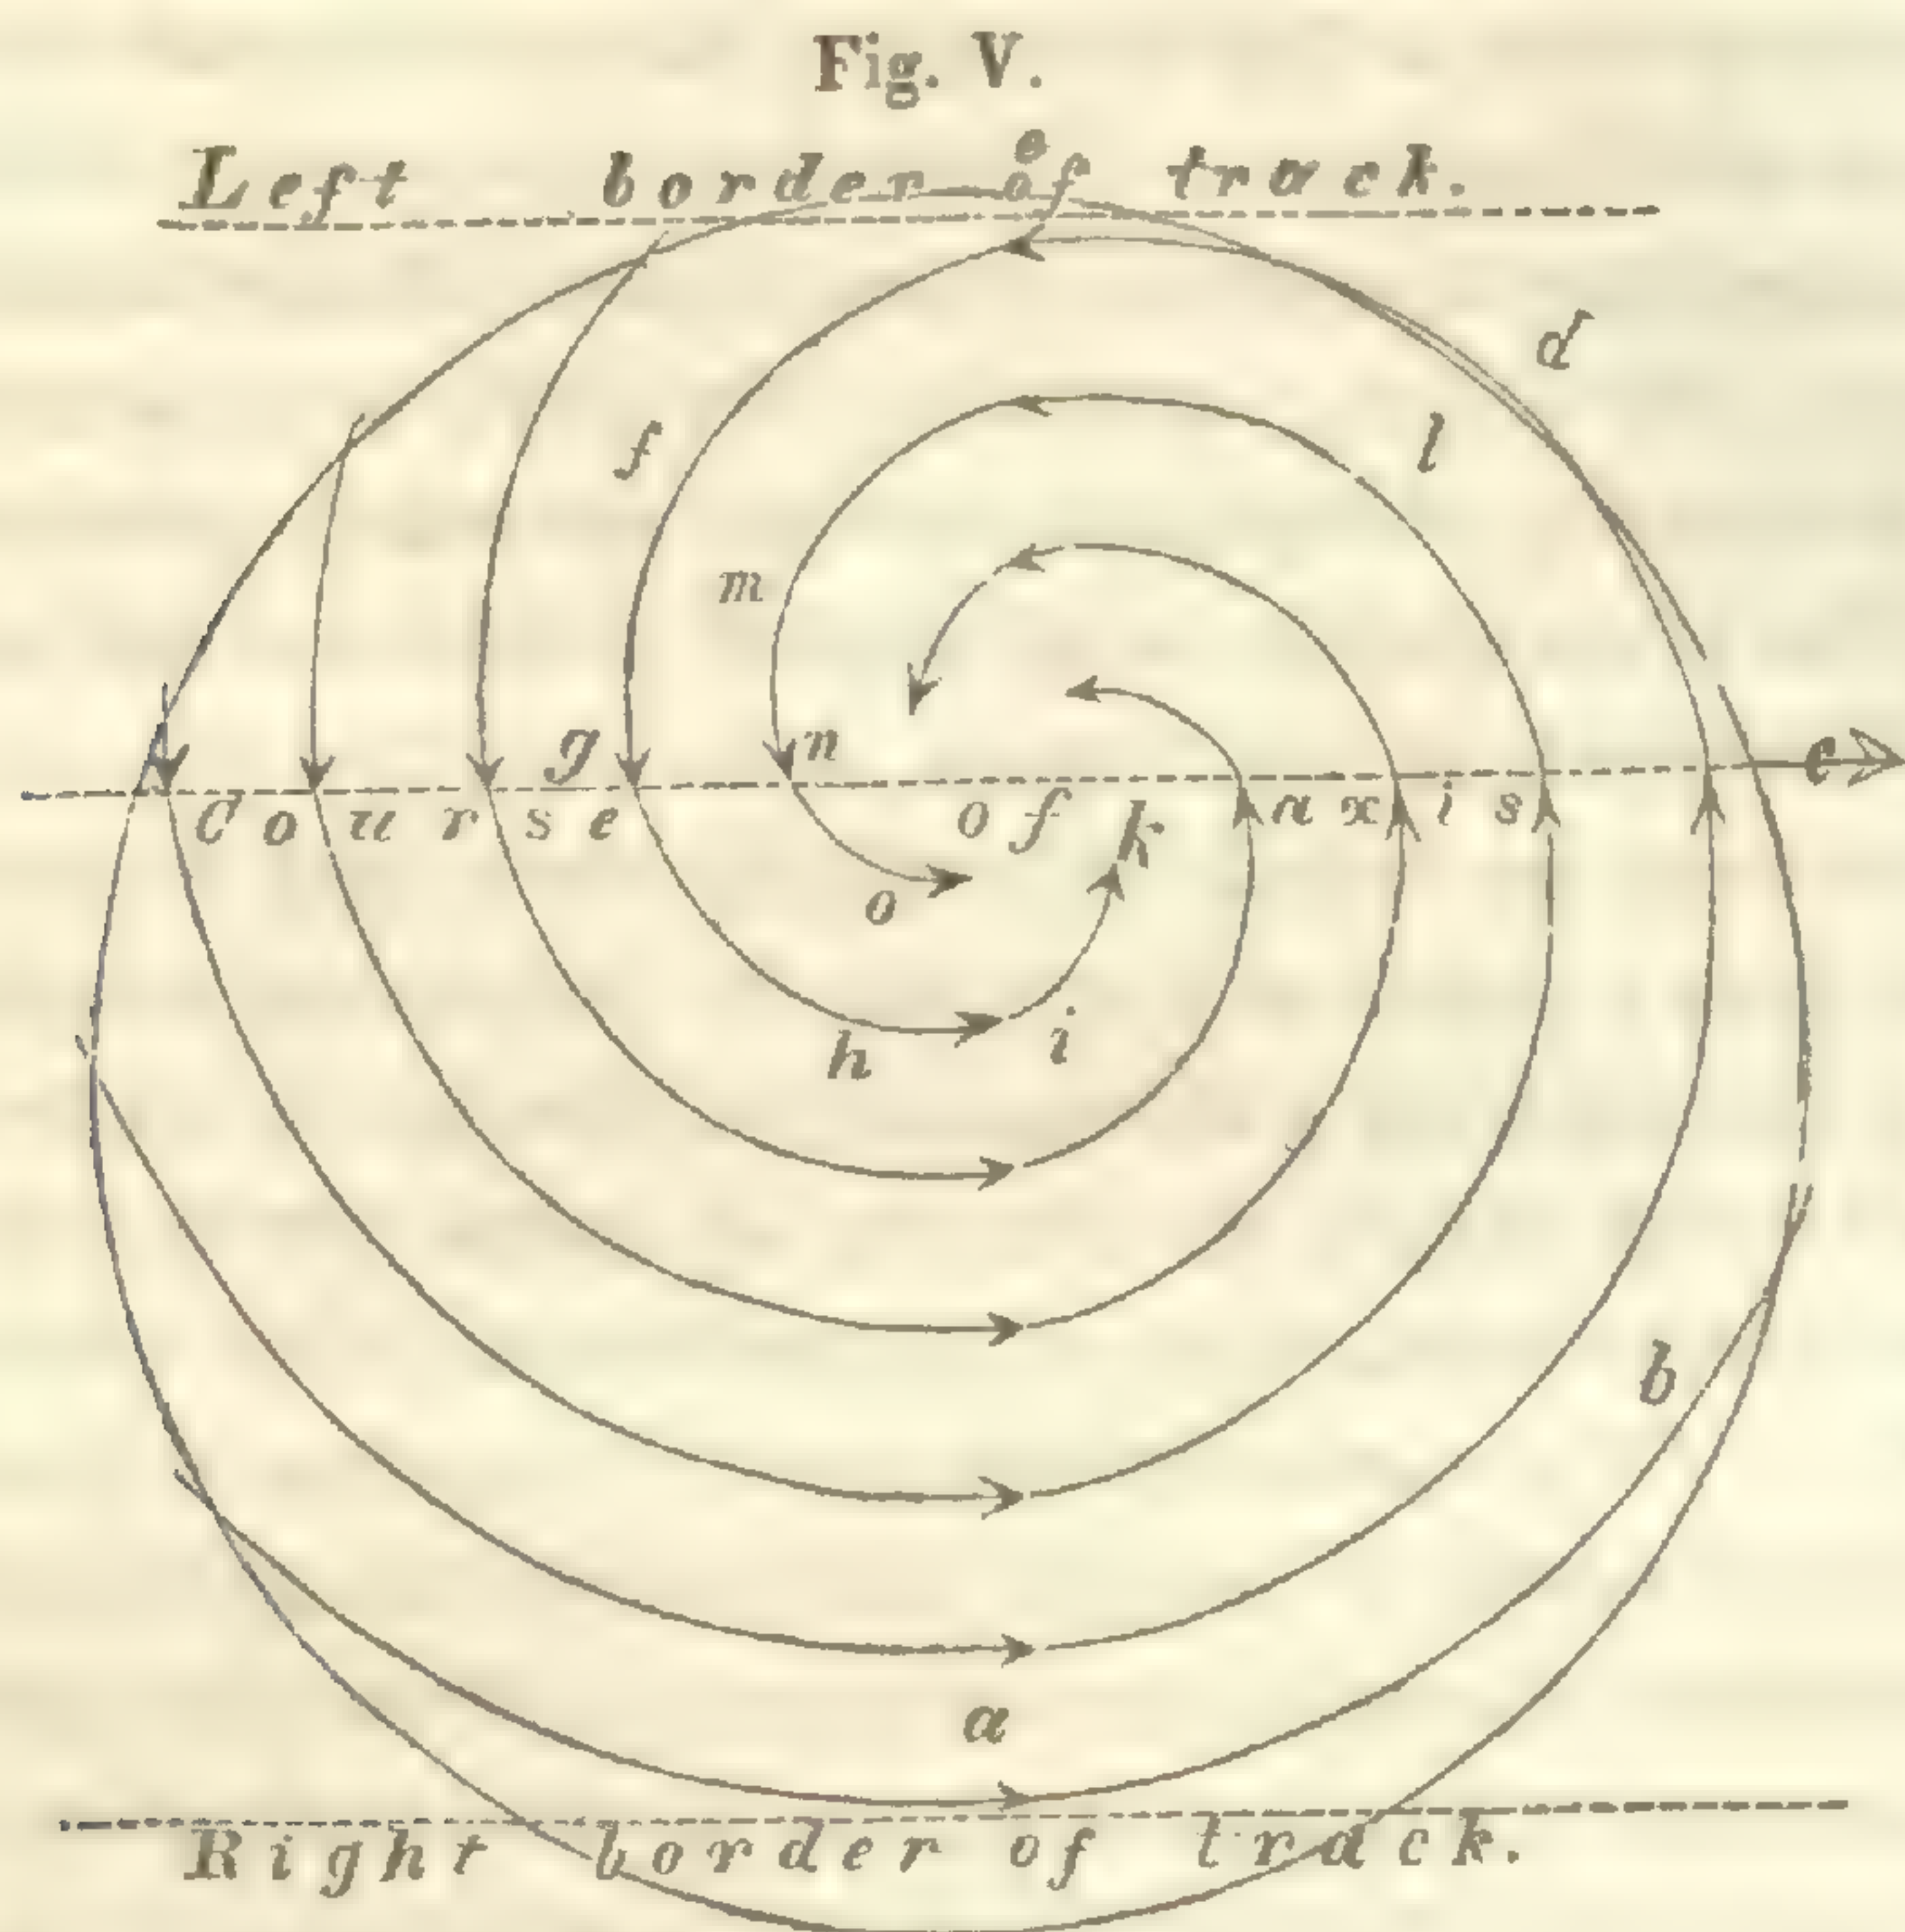 Fig. V.
e
Left border of track.
d
l
f
m
n
g
c
Course of axis
k
o
i
h
b
a
Right border of track.